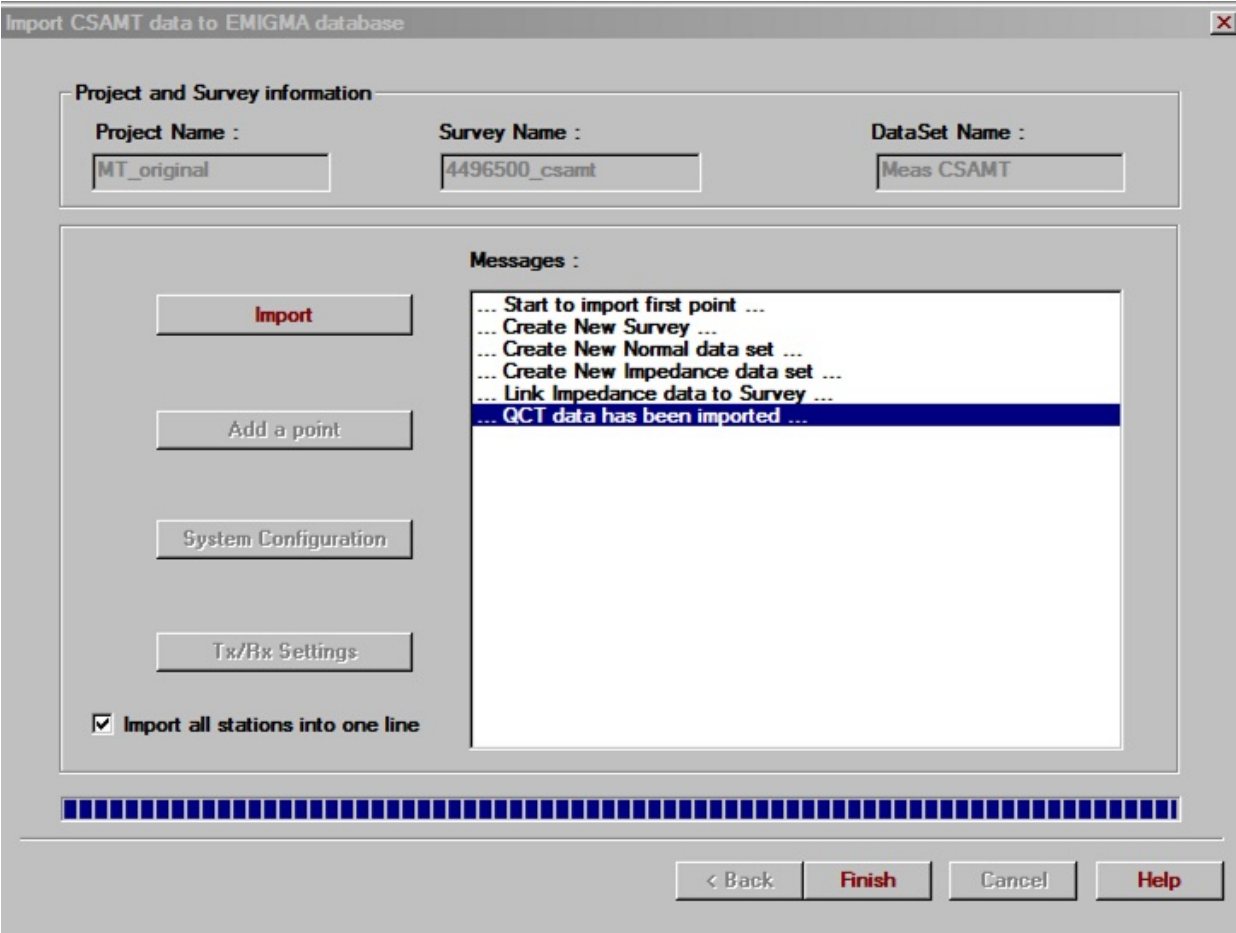 Import CSAMT data to EMIGMA database
Project and Survey information
Project Name :
Survey Name :
DataSet Name :
MT_original
4496500_csamt
Meas CSAMT
Messages :
Import
Add a point
System Configuration
Tx/Rx Settings
Import all stations into one line
... Start to import first point ...
... Create New Survey ...
... Create New Normal data set ...
... Create New Impedance data set ...
... Link Impedance data to Survey ...
... QCT data has been imported ...
< Back
Finish
Cancel
Help